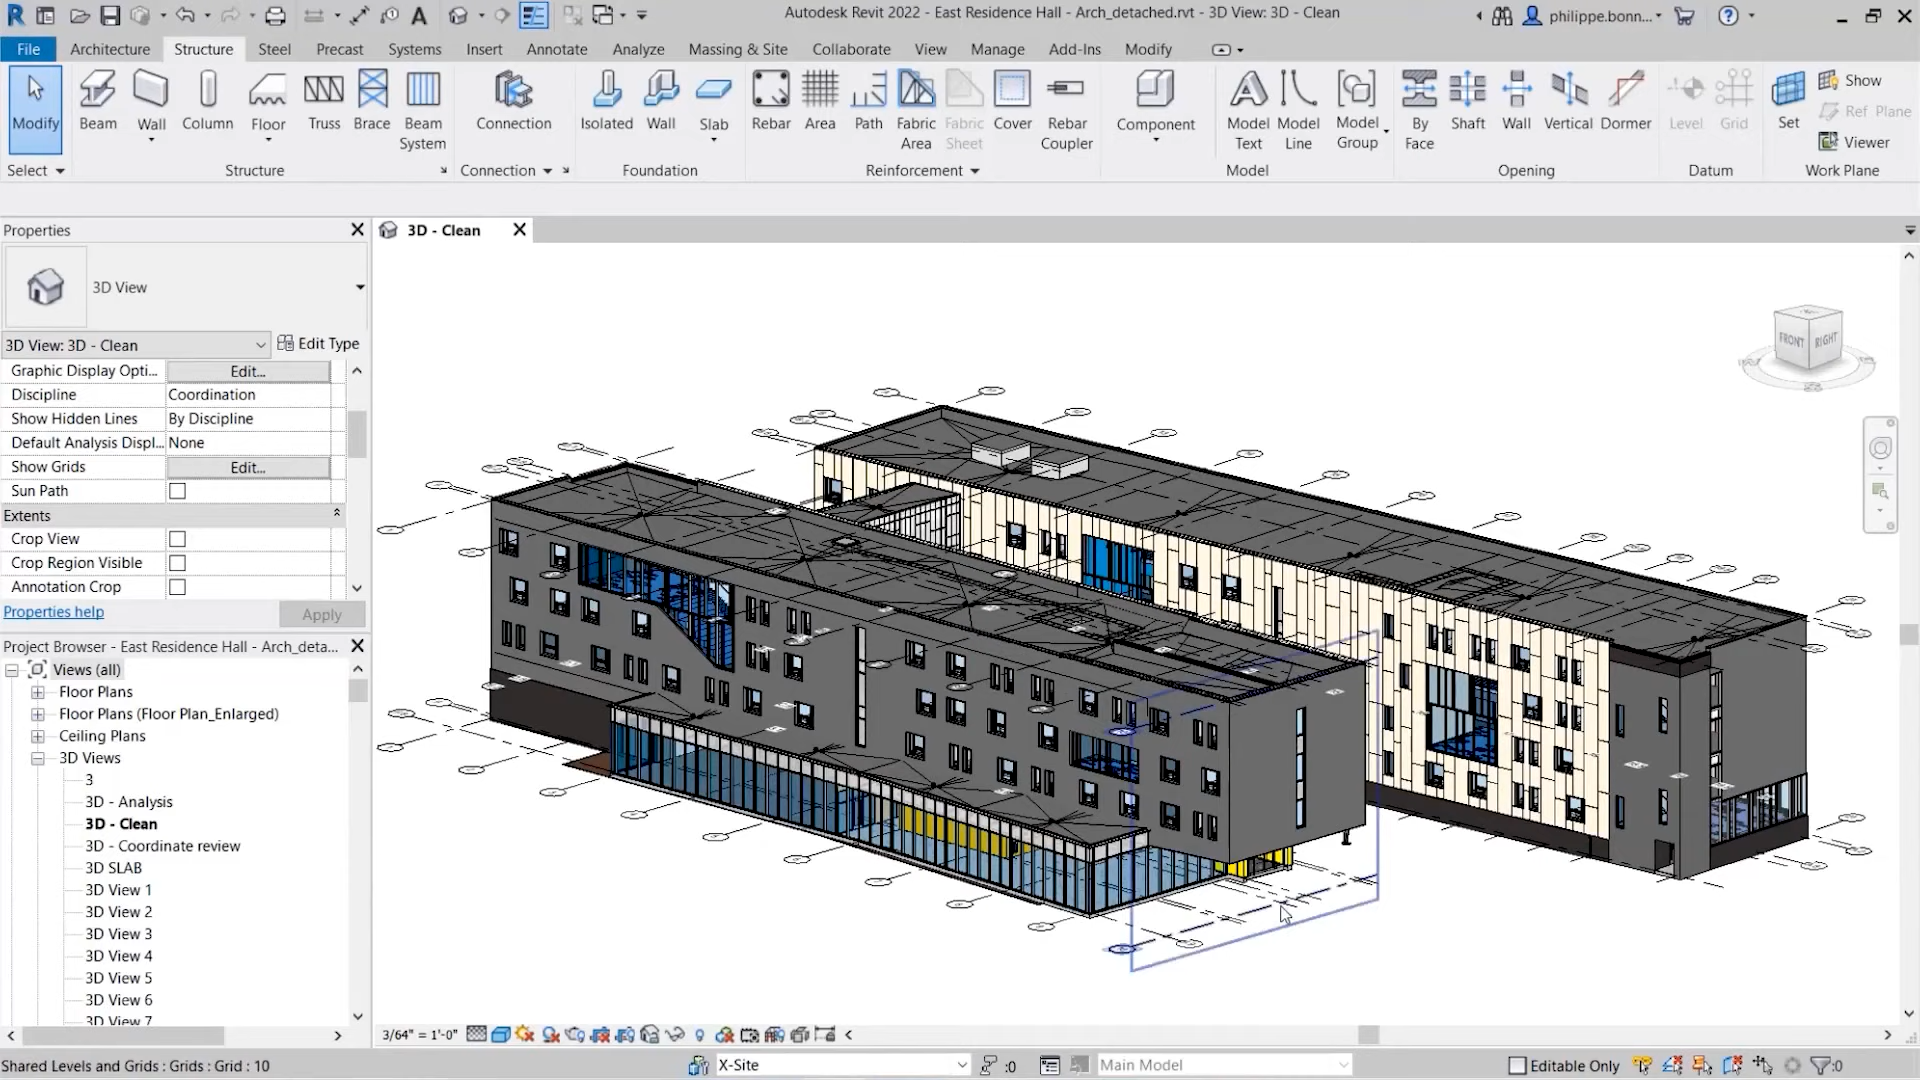 Autodesk Revit 2022 - East Residence Hall - Arch_detached.rvt - 3D View: 3D - Clean
philippe.bonn...
File Architecture Structure Steel Precast Systems Insert Annotate Analyze Massing & Site Collaborate View Manage Add-Ins Modify
Modify
Beam Wall Column Floor Truss Brace Beam System
Connection
Isolated Wall Slab
Rebar Area Path Fabric Area Fabric Sheet Cover Rebar Coupler
Component
Model Text Model Line Model Group
By Face Shaft Wall Vertical Dormer
Level Grid
Set Show
Ref Plane
Viewer
Select Structure Connection Foundation Reinforcement Model Opening Datum Work Plane
Properties
3D - Clean
3D View
3D View: 3D - Clean Edit Type
Graphic Display Opti... Edit...
Discipline Coordination
Show Hidden Lines By Discipline
Default Analysis Displ... None
Show Grids Edit...
Sun Path
Extents
Crop View
Crop Region Visible
Annotation Crop
Properties help Apply
Project Browser - East Residence Hall - Arch_deta...
Views (all)
Floor Plans
Floor Plans (Floor Plan_Enlarged)
Ceiling Plans
3D Views
3
3D - Analysis
3D - Clean
3D - Coordinate review
3D SLAB
3D View 1
3D View 2
3D View 3
3D View 4
3D View 5
3D View 6
3D View 7
FRONT RIGHT
3/64" = 1'-0"
Shared Levels and Grids : Grids : Grid : 10
X-Site
:0
Main Model
Editable Only
:0